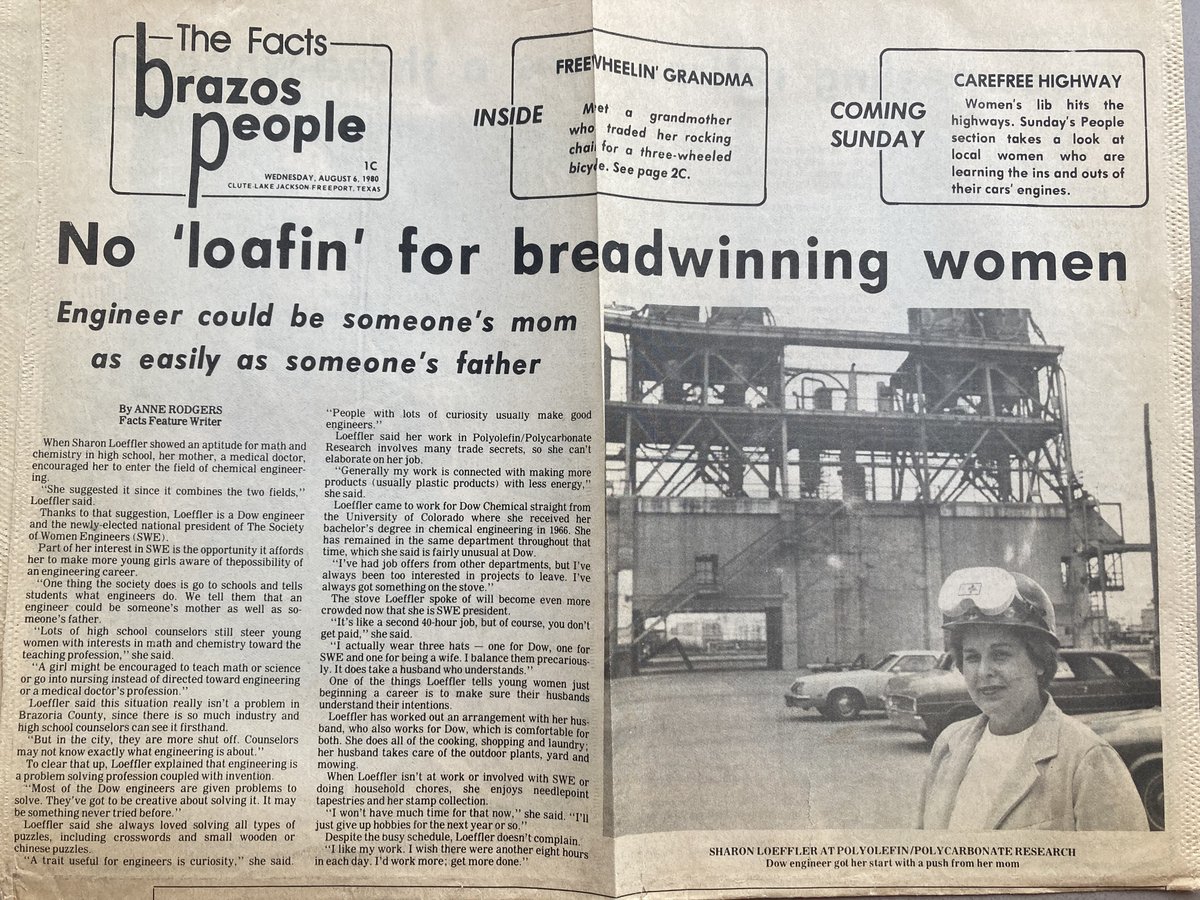 The Facts
brazos
people
1C
WEDNESDAY, AUGUST 6, 1980
CLUTE-LAKE JACKSON-FREEPORT, TEXAS
INSIDE
FREEWHEELIN' GRANDMA
Meet a grandmother
who traded her rocking
chair for a three-wheeled
bicycle. See page 2C.
COMING
SUNDAY
CAREFREE HIGHWAY
Women's lib hits the
highways. Sunday's People
section takes a look at
local women who are
learning the ins and outs of
their cars' engines.
No 'loafin' for breadwinning women
Engineer could be someone's mom
as easily as someone's father
By ANNE RODGERS
Facts Feature Writer
When Sharon Loeffler showed an aptitude for math and
chemistry in high school, her mother, a medical doctor,
encouraged her to enter the field of chemical engineer-
ing.
"She suggested it since it combines the two fields,"
Loeffler said.
Thanks to that suggestion, Loeffler is a Dow engineer
and the newly-elected national president of The Society
of Women Engineers (SWE).
Part of her interest in SWE is the opportunity it affords
her to make more young girls aware of thepossibility of
an engineering career.
"One thing the society does is go to schools and tells
students what engineers do. We tell them that an
engineer could be someone's mother as well as so-
meone's father.
"Lots of high school counselors still steer young
women with interests in math and chemistry toward the
teaching profession," she said.
"A girl might be encouraged to teach math or science
or go into nursing instead of directed toward engineering
or a medical doctor's profession."
Loeffler said this situation really isn't a problem in
Brazoria County, since there is so much industry and
high school counselors can see it firsthand.
"But in the city, they are more shut off. Counselors
may not know exactly what engineering is about."
To clear that up, Loeffler explained that engineering is
a problem solving profession coupled with invention.
"Most of the Dow engineers are given problems to
solve. They've got to be creative about solving it. It may
be something never tried before."
Loeffler said she always loved solving all types of
puzzles, including crosswords and small wooden or
chinese puzzles.
"A trait useful for engineers is curiosity," she said.
"People with lots of curiosity usually make good
engineers."
Loeffler said her work in Polyolefin/Polycarbonate
Research involves many trade secrets, so she can't
elaborate on her job.
"Generally my work is connected with making more
products (usually plastic products) with less energy,"
she said.
Loeffler came to work for Dow Chemical straight from
the University of Colorado where she received her
bachelor's degree in chemical engineering in 1966. She
has remained in the same department throughout that
time, which she said is fairly unusual at Dow.
"I've had job offers from other departments, but I've
always been too interested in projects to leave. I've
always got something on the stove."
The stove Loeffler spoke of will become even more
crowded now that she is SWE president.
"It's like a second 40-hour job, but of course, you don't
get paid," she said.
"I actually wear three hats — one for Dow, one for
SWE and one for being a wife. I balance them precarious-
ly. It does take a husband who understands."
One of the things Loeffler tells young women just
beginning a career is to make sure their husbands
understand their intentions.
Loeffler has worked out an arrangement with her hus-
band, who also works for Dow, which is comfortable for
both. She does all of the cooking, shopping and laundry;
her husband takes care of the outdoor plants, yard and
mowing.
When Loeffler isn't at work or involved with SWE or
doing household chores, she enjoys needlepoint
tapestries and her stamp collection.
"I won't have much time for that now," she said. "I'll
just give up hobbies for the next year or so."
Despite the busy schedule, Loeffler doesn't complain.
"I like my work. I wish there were another eight hours
in each day. I'd work more; get more done."
SHARON LOEFFLER AT POLYOLEFIN/POLYCARBONATE RESEARCH
Dow engineer got her start with a push from her mom